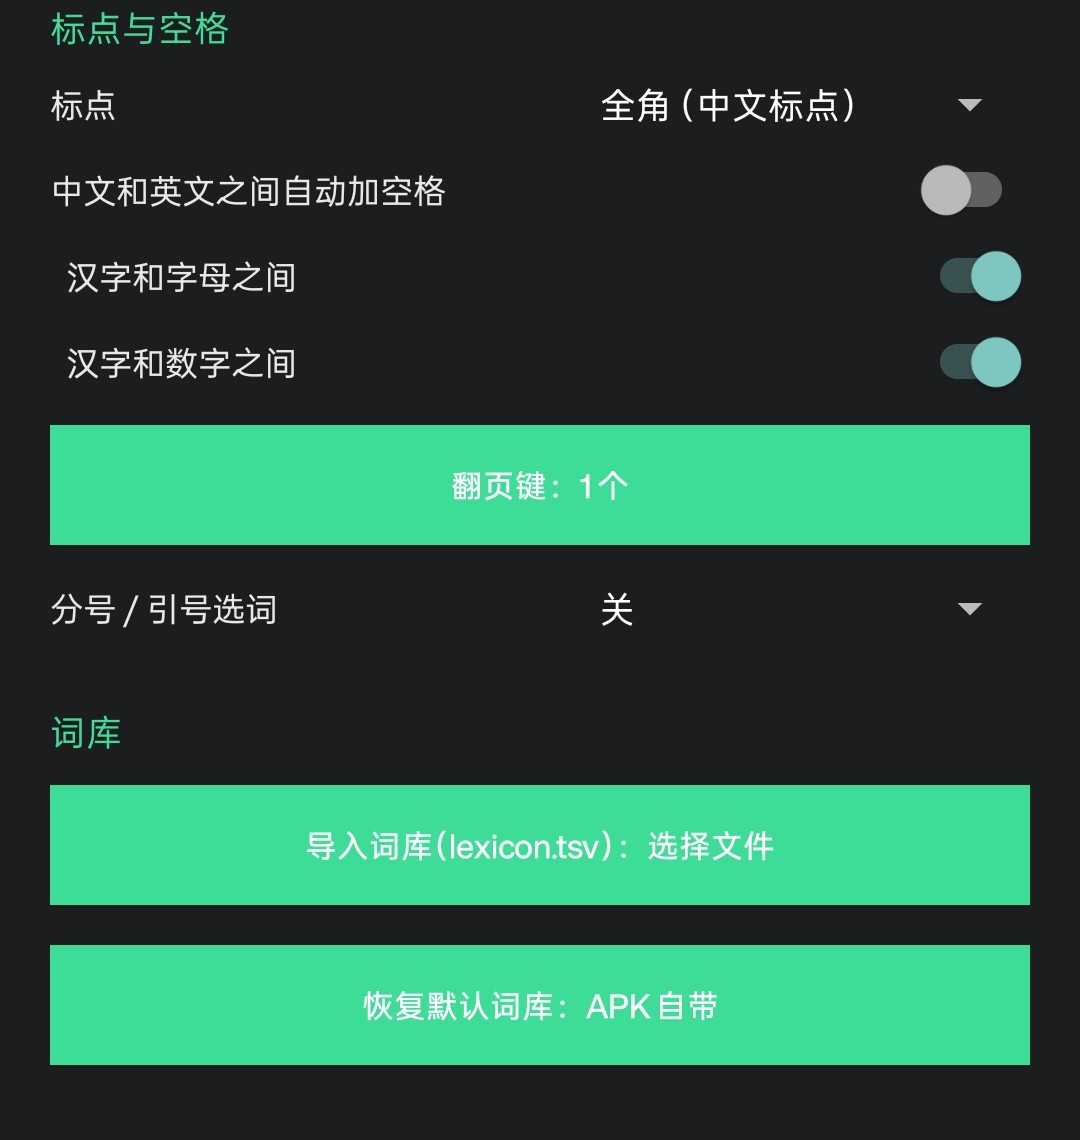 标点与空格
标点 全角（中文标点）
中文和英文之间自动加空格
汉字和字母之间
汉字和数字之间
翻页键：1个
分号 / 引号选词 关
词库
导入词库(lexicon.tsv)：选择文件
恢复默认词库：APK自带